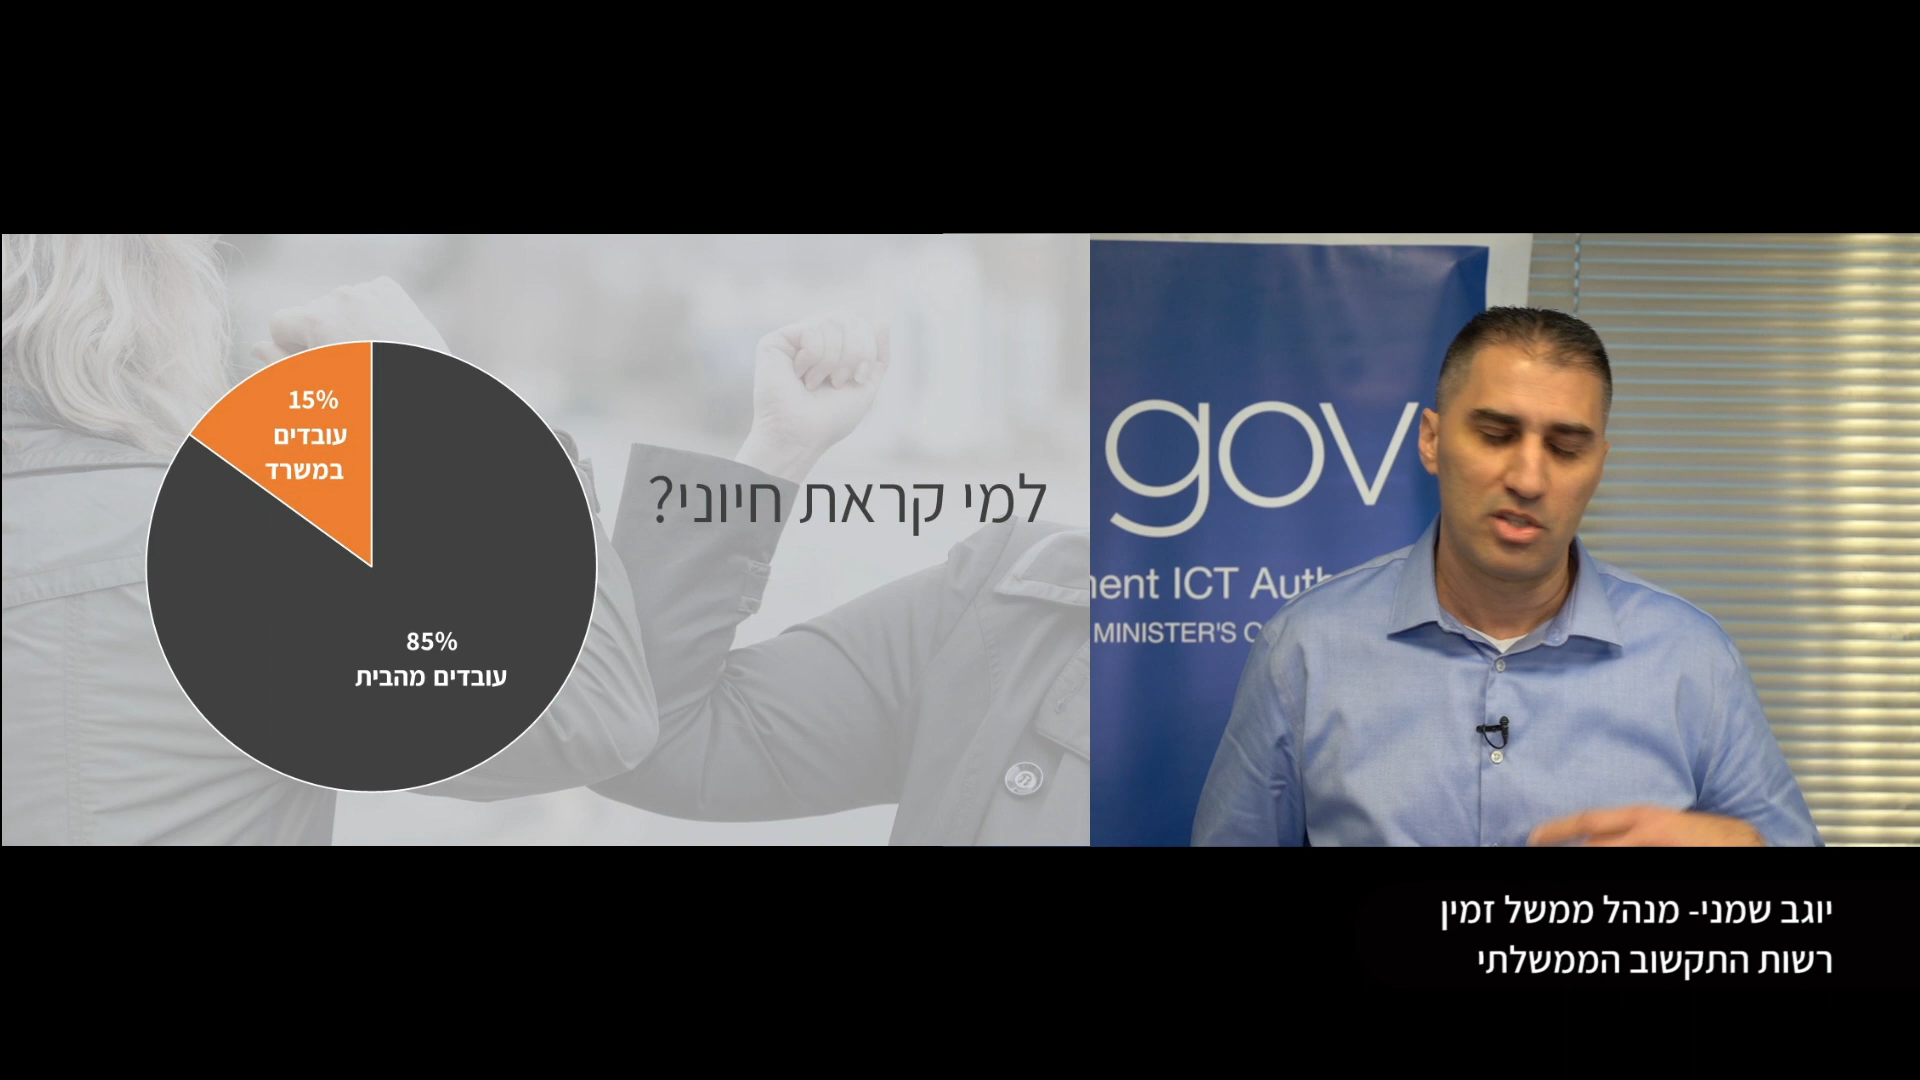 למי קראת חיוני?
15%
עובדים
במשרד
85%
עובדים מהבית
gov
ent ICT Auth
MINISTER'S
יוגב שמני- מנהל ממשל זמין
רשות התקשוב הממשלתי